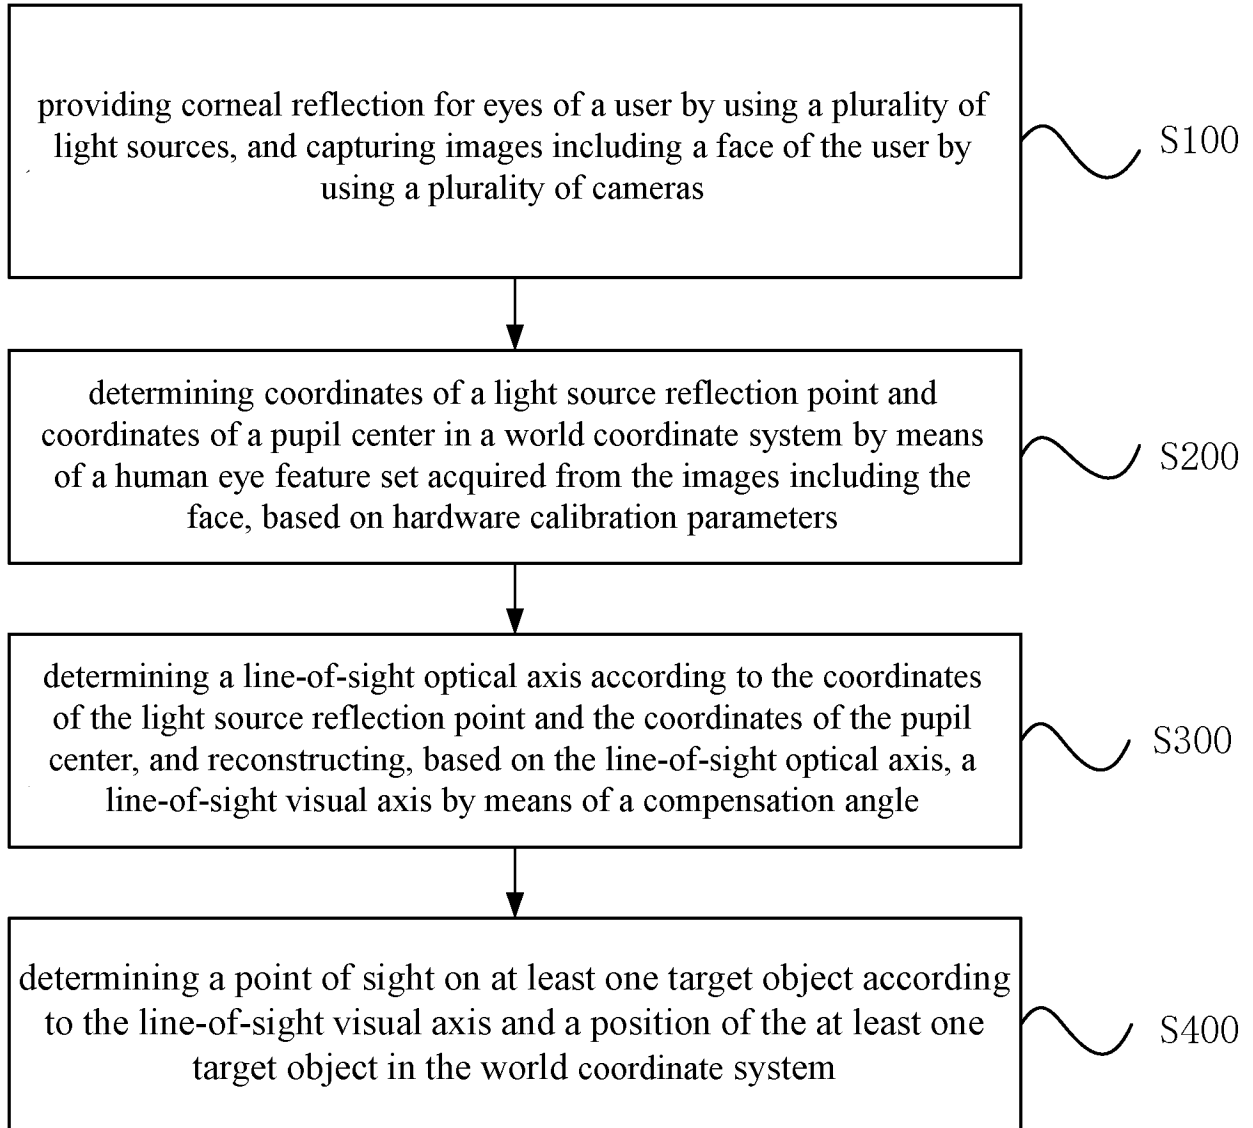 providing corneal reflection for eyes of a user by using a plurality of
light sources, and capturing images including a face of the user by
using a plurality of cameras
S100
determining coordinates of a light source reflection point and
coordinates of a pupil center in a world coordinate system by means
of a human eye feature set acquired from the images including the
face, based on hardware calibration parameters
S200
determining a line-of-sight optical axis according to the coordinates
of the light source reflection point and the coordinates of the pupil
center, and reconstructing, based on the line-of-sight optical axis, a
line-of-sight visual axis by means of a compensation angle
S300
determining a point of sight on at least one target object according
to the line-of-sight visual axis and a position of the at least one
target object in the world coordinate system
S400